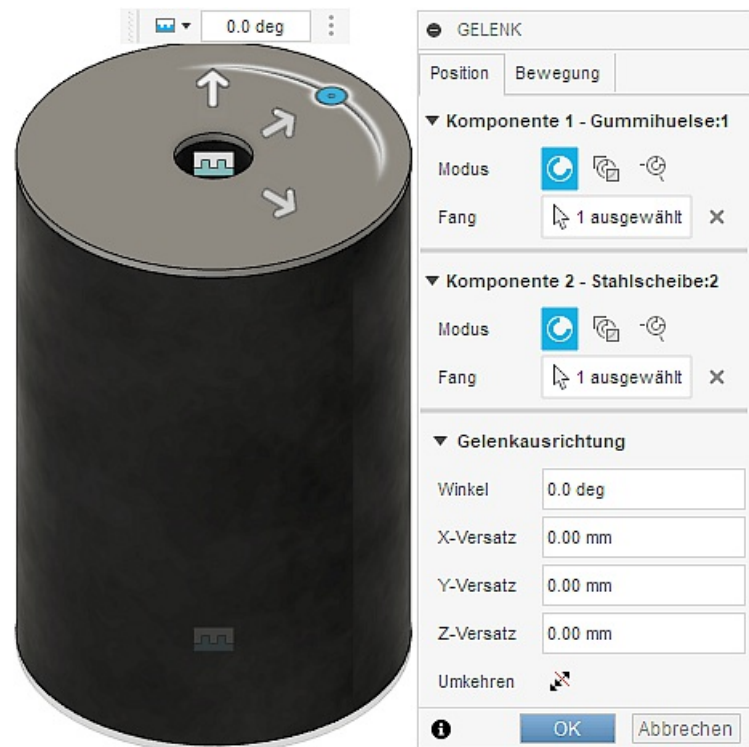 0.0 deg
GELENK
Position Bewegung
Komponente 1 - Gummihuelse:1
Modus
Fang 1 ausgewählt
Komponente 2 - Stahlscheibe:2
Modus
Fang 1 ausgewählt
Gelenkausrichtung
Winkel 0.0 deg
X-Versatz 0.00 mm
Y-Versatz 0.00 mm
Z-Versatz 0.00 mm
Umkehren
OK Abbrechen